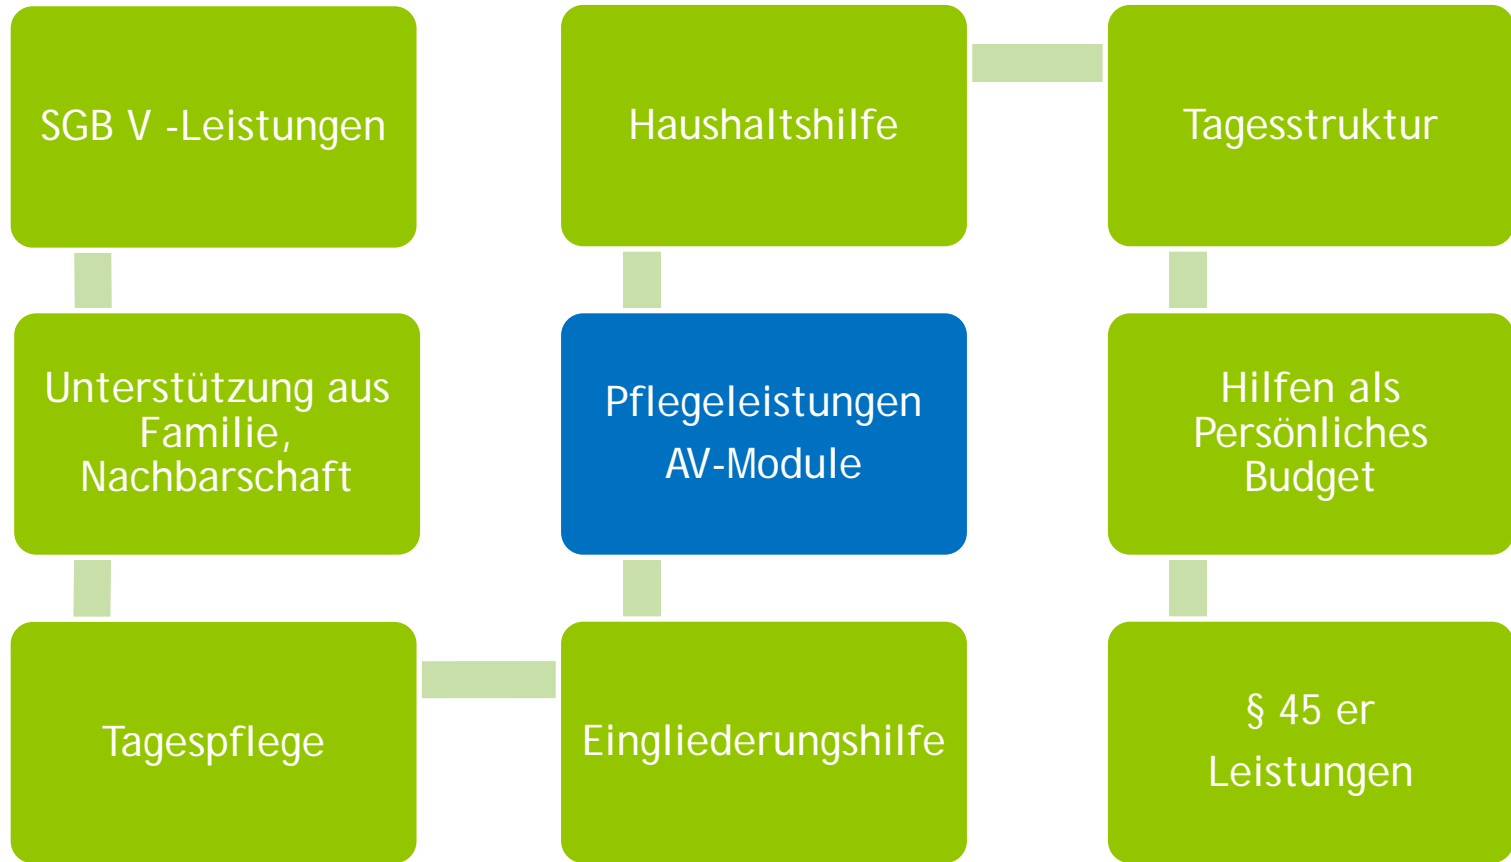 SGB V -Leistungen
Haushaltshilfe
Tagesstruktur
Unterstützung aus
Familie,
Nachbarschaft
Pflegeleistungen
AV-Module
Hilfen als
Persönliches
Budget
Tagespflege
Eingliederungshilfe
§ 45 er
Leistungen